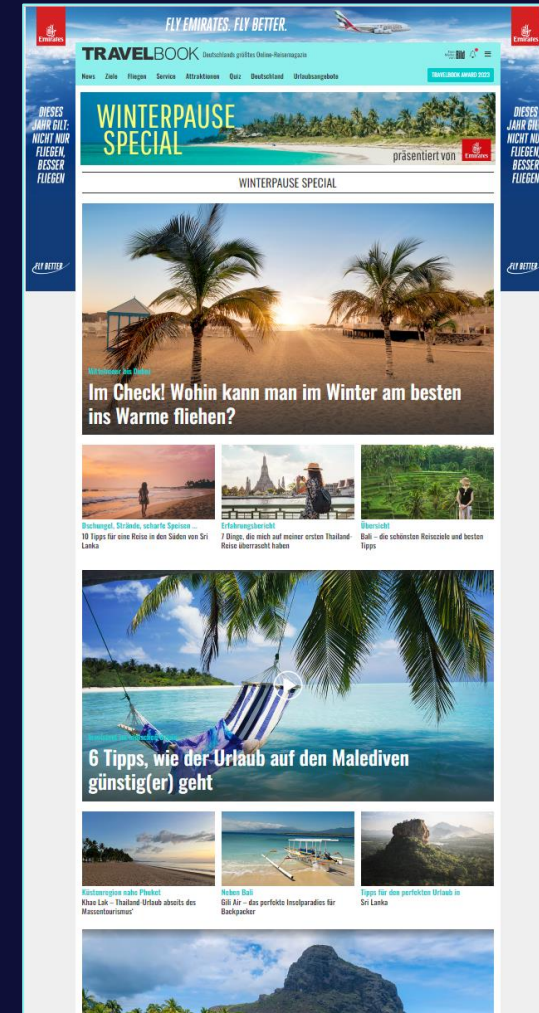 FLY EMIRATES. FLY BETTER.
Emirates
Emirates
TRAVELBOOK Deutschlands größtes Online-Reisemagazin
Bild
News Ziele Fliegen Service Attraktionen Quiz Deutschland Urlaubsangebote
TRAVELBOOK AWARD 2023
DIESES
JAHR GILT:
NICHT NUR
FLIEGEN,
BESSER
FLIEGEN
FLY BETTER
WINTERPAUSE
SPECIAL
präsentiert von
Emirates
DIESES
JAHR GILT:
NICHT NUR
FLIEGEN,
BESSER
FLIEGEN
FLY BETTER
WINTERPAUSE SPECIAL
Im Check! Wohin kann man im Winter am besten
ins Warme fliehen?
Dschungel, Strände, scharfe Speisen ...
10 Tipps für eine Reise in den Süden von Sri
Lanka
Erfahrungsbericht
7 Dinge, die mich auf meiner ersten Thailand-
Reise überrascht haben
Übersicht
Bali – die schönsten Reiseziele und besten
Tipps
6 Tipps, wie der Urlaub auf den Malediven
günstig(er) geht
Küstenregion nahe Phuket
Khao Lak – Thailand-Urlaub abseits des
Massentourismus'
Neben Bali
Gili Air – das perfekte Inselparadies für
Backpacker
Tipps für den perfekten Urlaub in
Sri Lanka